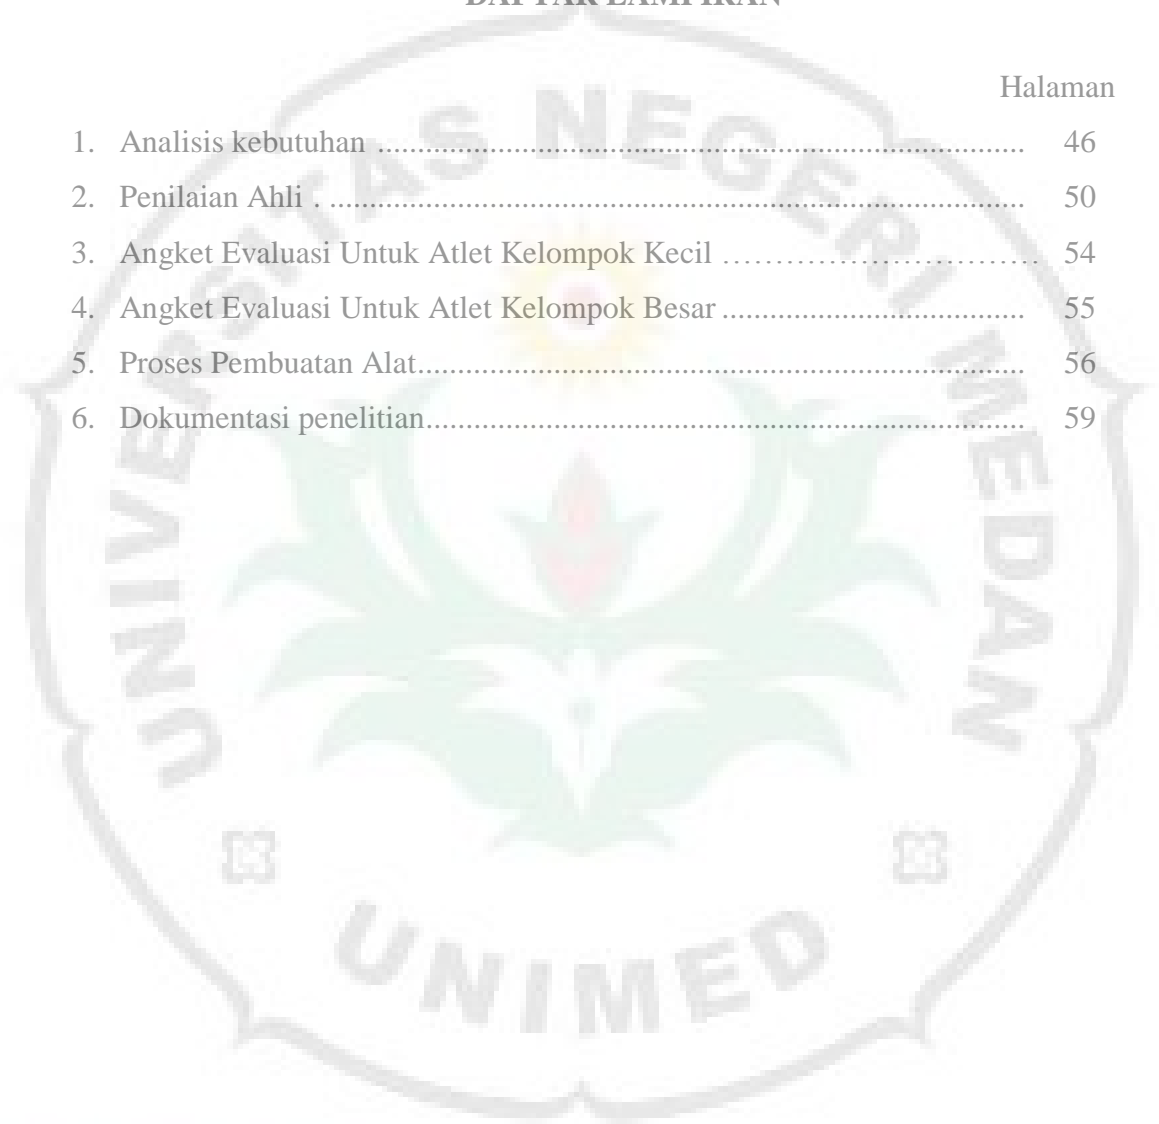 DAFTAR LAMPIRAN
Halaman
1. Analisis kebutuhan ................................................................................. 46
2. Penilaian Ahli . ....................................................................................... 50
3. Angket Evaluasi Untuk Atlet Kelompok Kecil ………………………… 54
4. Angket Evaluasi Untuk Atlet Kelompok Besar ...................................... 55
5. Proses Pembuatan Alat............................................................................ 56
6. Dokumentasi penelitian........................................................................... 59
UNIVERSITAS NEGERI MEDAN
UNIMED